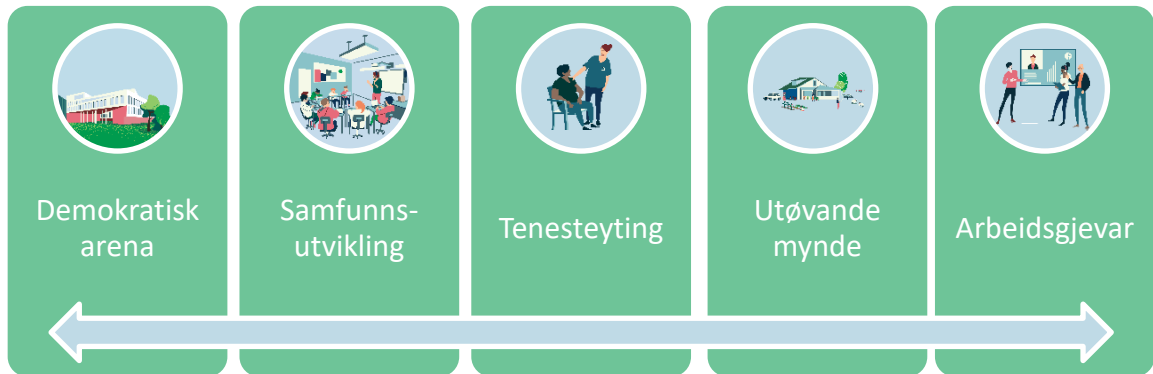 Demokratisk
arena
Samfunns-
utvikling
Tenesteyting
Utøvande
mynde
Arbeidsgjevar